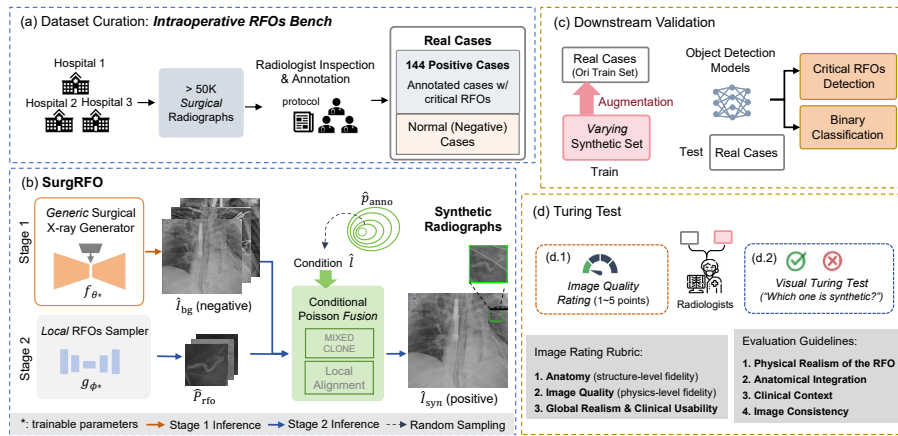 (a) Dataset Curation: Intraoperative RFOs Bench
Hospital 1
Hospital 2
Hospital 3
> 50K
Surgical
Radiographs
Radiologist Inspection
& Annotation
protocol
Real Cases
144 Positive Cases
Annotated cases w/
critical RFOs
Normal (Negative)
Cases
(b) SurgRFO
Stage 1
Generic Surgical
X-ray Generator
f_{θ*}
Î_bg (negative)
Stage 2
Local RFOs Sampler
g_{ϕ*}
P̂_rfo
p̂_anno
Condition l̂
Conditional
Poisson Fusion
MIXED
CLONE
Local
Alignment
Synthetic
Radiographs
Î_syn (positive)
*: trainable parameters
Stage 1 Inference
Stage 2 Inference
Random Sampling
(c) Downstream Validation
Real Cases
(Ori Train Set)
Augmentation
Varying
Synthetic Set
Train
Object Detection
Models
Test
Real Cases
Critical RFOs
Detection
Binary
Classification
(d) Turing Test
(d.1)
Image Quality
Rating (1~5 points)
Radiologists
(d.2)
Visual Turing Test
("Which one is synthetic?")
Image Rating Rubric:
1. Anatomy (structure-level fidelity)
2. Image Quality (physics-level fidelity)
3. Global Realism & Clinical Usability
Evaluation Guidelines:
1. Physical Realism of the RFO
2. Anatomical Integration
3. Clinical Context
4. Image Consistency